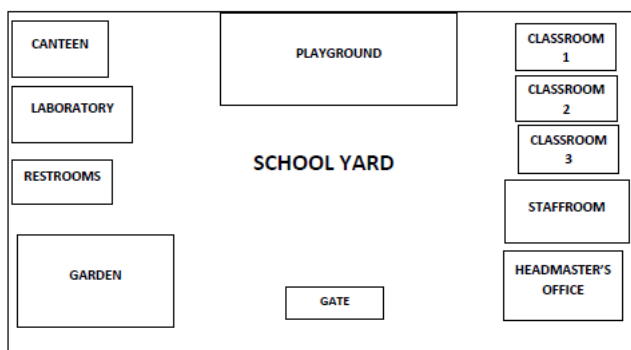 CANTEEN
PLAYGROUND
CLASSROOM
1
LABORATORY
CLASSROOM
2
CLASSROOM
3
SCHOOL YARD
RESTROOMS
STAFFROOM
GARDEN
HEADMASTER'S
OFFICE
GATE